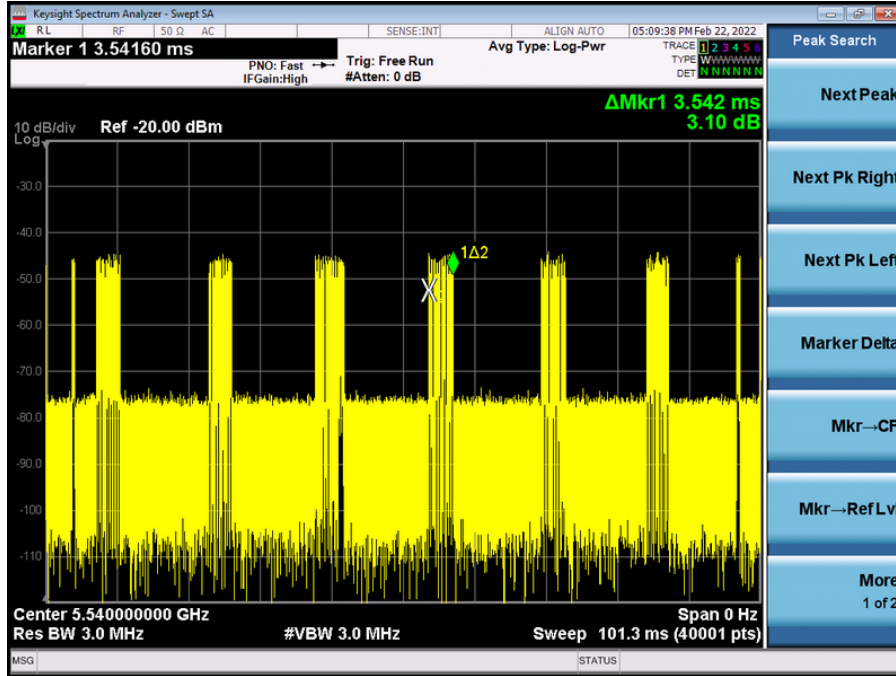 Keysight Spectrum Analyzer - Swept SA
LXI RL RF 50 Ω AC SENSE:INT ALIGN AUTO 05:09:38 PM Feb 22, 2022
Marker 1 3.54160 ms Avg Type: Log-Pwr TRACE 1 2 3 4 5 6 Peak Search
PNO: Fast Trig: Free Run TYPE WWWWWW
IFGain:High #Atten: 0 dB DET N N N N N N
Next Peak
ΔMkr1 3.542 ms
10 dB/div Ref -20.00 dBm 3.10 dB
Log
Next Pk Right
-30.0
-40.0
1Δ2
Next Pk Left
-50.0
X
-60.0
Marker Delta
-70.0
-80.0
Mkr→CF
-90.0
-100
Mkr→Ref Lv
-110
More
1 of 2
Center 5.540000000 GHz Span 0 Hz
Res BW 3.0 MHz #VBW 3.0 MHz Sweep 101.3 ms (40001 pts)
MSG STATUS